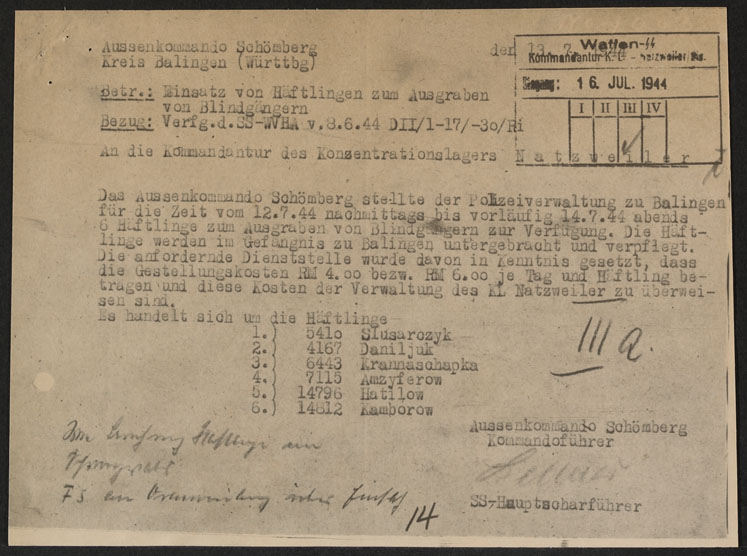 Aussenkommando Schömberg
Kreis Balingen (Württbg)
den 13.7.
Waffen-SS
Kommandantur K.L. Natzweiler
Eingang: 16. JUL. 1944
I II III IV
Betr.: Einsatz von Häftlingen zum Ausgraben
von Blindgängern
Bezug: Verfg.d.SS-WVHA v.8.6.44 DII/1-17/-3o/Ri
An die Kommandantur des Konzentrationslagers N a t z w e i l e r
Das Aussenkommando Schömberg stellte der Polizeiverwaltung zu Balingen
für die Zeit vom 12.7.44 nachmittags bis vorläufig 14.7.44 abends
6 Häftlinge zum Ausgraben von Blindgängern zur Verfügung. Die Häft-
linge werden im Gefängnis zu Balingen untergebracht und verpflegt.
Die anfordernde Dienststelle wurde davon in Kenntnis gesetzt, dass
die Gestellungskosten RM 4.oo bezw. RM 6.oo je Tag und Häftling be-
tragen und diese Kosten der Verwaltung des KL Natzweiler zu überwei-
sen sind.
Es handelt sich um die Häftlinge
1.) 541o Slusarczyk
2.) 4167 Daniljuk
3.) 6443 Krannaschapka
4.) 7115 Amzyferow
5.) 14796 Hatilow
6.) 14812 Kamborow
III a.
Aussenkommando Schömberg
Kommandoführer
SS-Hauptscharführer
14